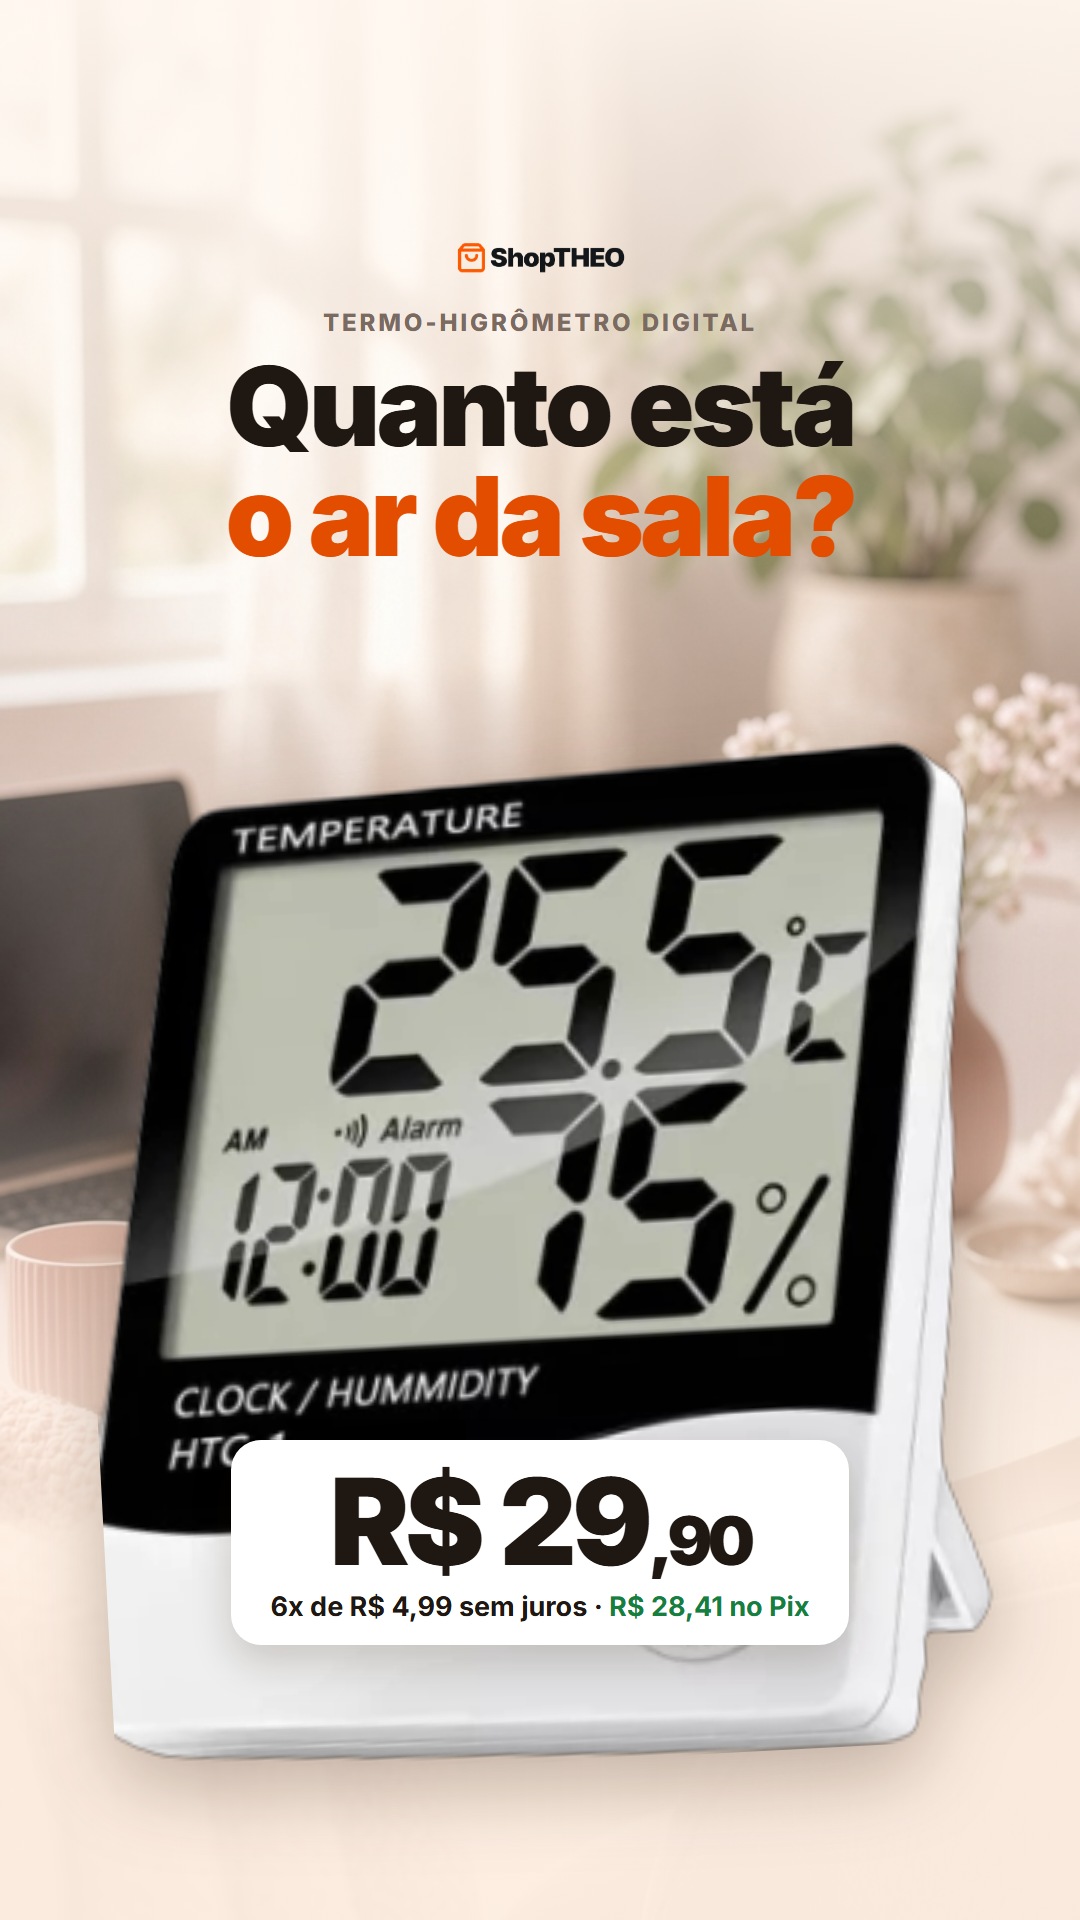 ShopTHEO
TERMO-HIGRÔMETRO DIGITAL
Quanto está
o ar da sala?
TEMPERATURE
25.5 °C
AM Alarm
12:00
75 %
CLOCK / HUMMIDITY
R$ 29,90
6x de R$ 4,99 sem juros · R$ 28,41 no Pix